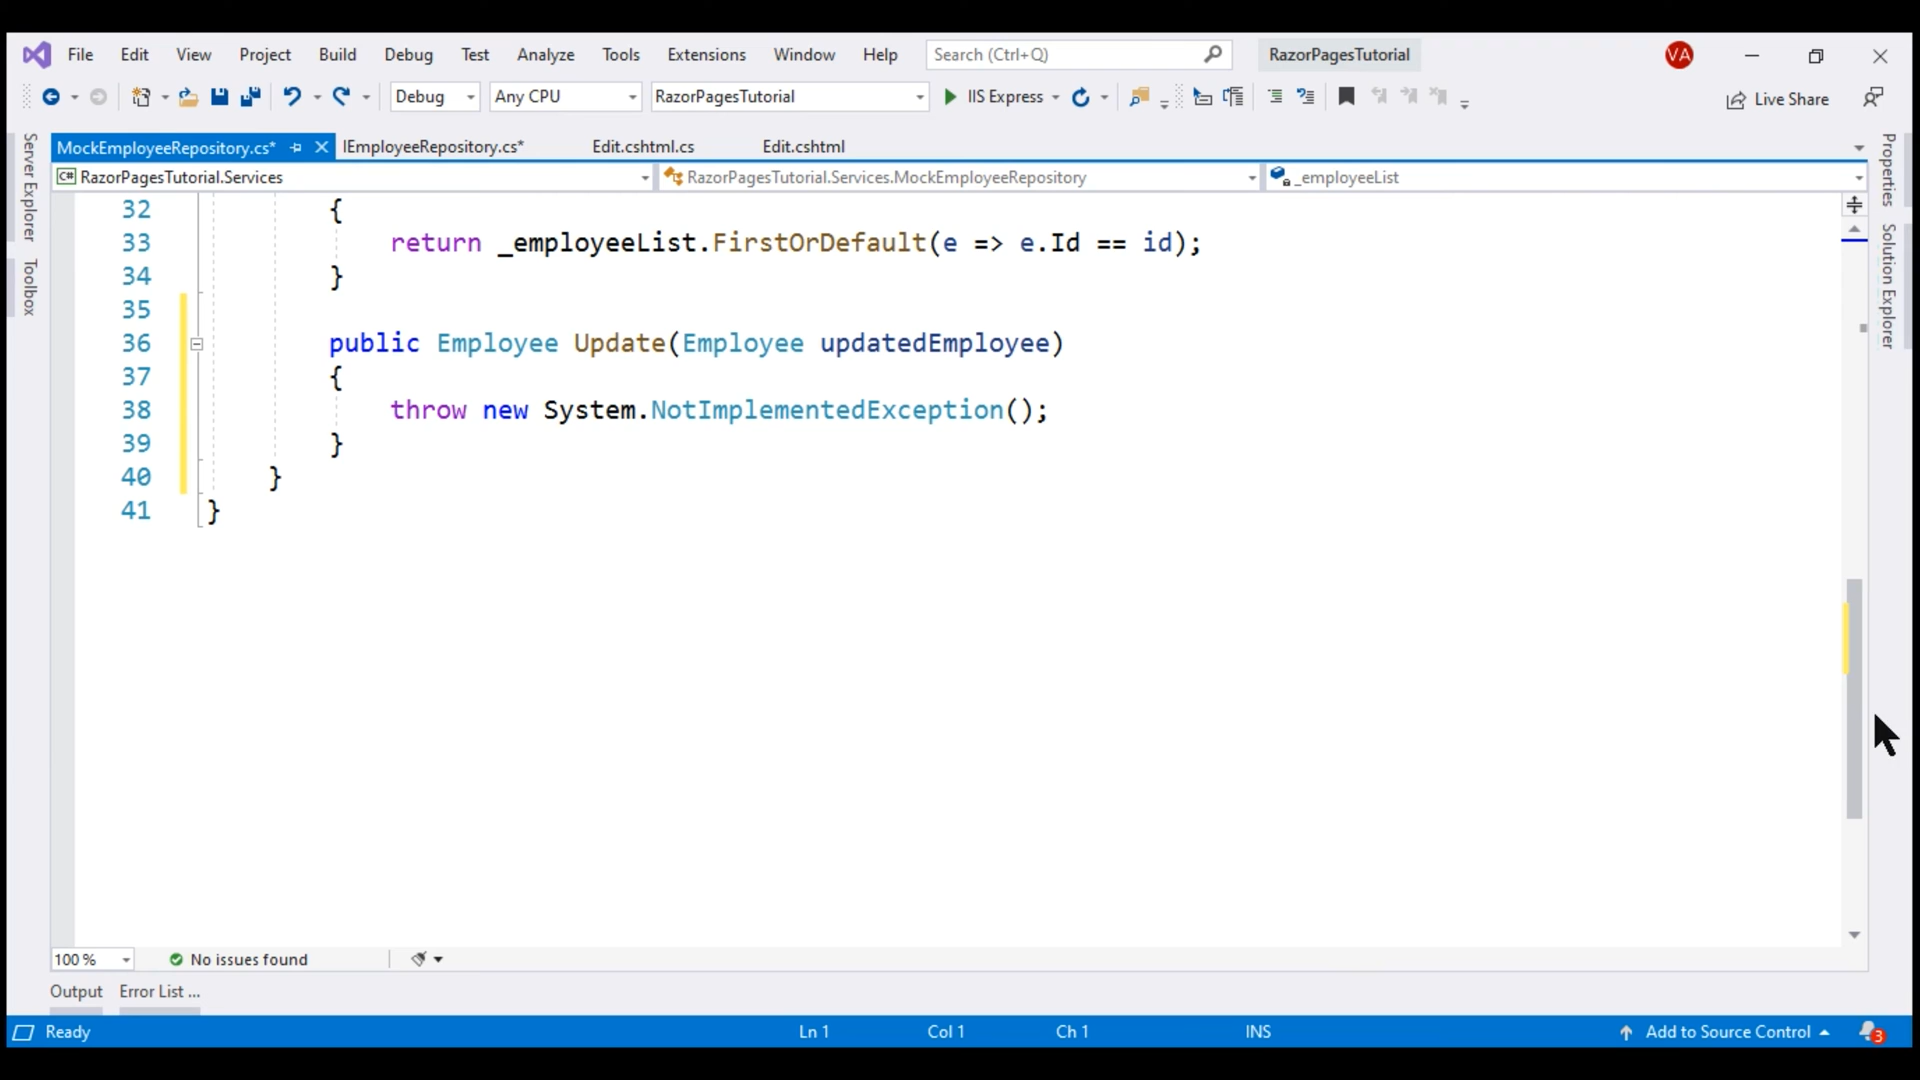 File Edit View Project Build Debug Test Analyze Tools Extensions Window Help Search (Ctrl+Q) RazorPagesTutorial VA
Debug Any CPU RazorPagesTutorial IIS Express Live Share
MockEmployeeRepository.cs* IEmployeeRepository.cs* Edit.cshtml.cs Edit.cshtml
C# RazorPagesTutorial.Services RazorPagesTutorial.Services.MockEmployeeRepository _employeeList
Server Explorer
Toolbox
Properties
Solution Explorer
32 {
33 return _employeeList.FirstOrDefault(e => e.Id == id);
34 }
35
36 public Employee Update(Employee updatedEmployee)
37 {
38 throw new System.NotImplementedException();
39 }
40 }
41 }
100 % No issues found
Output Error List ...
Ready Ln 1 Col 1 Ch 1 INS Add to Source Control 3